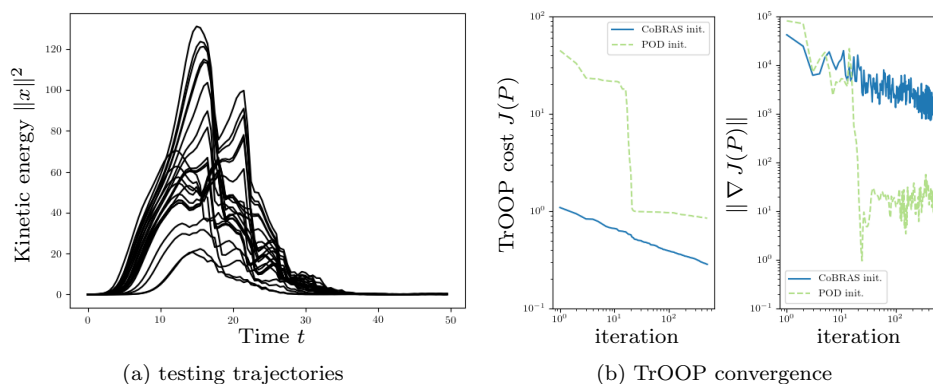 Kinetic energy ||x||²
120
100
80
60
40
20
0
0 10 20 30 40 50
Time t
(a) testing trajectories
TrOOP cost J(P)
10²
10¹
10⁰
10⁻¹
CoBRAS init.
POD init.
10⁰ 10¹ 10²
iteration
|| ∇ J(P) ||
10⁵
10⁴
10³
10²
10¹
10⁰
10⁻¹
CoBRAS init.
POD init.
10⁰ 10¹ 10²
iteration
(b) TrOOP convergence